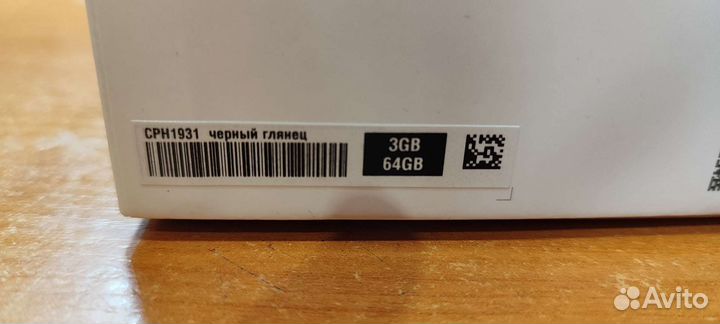 CPH1931 черный глянец
3GB
64GB
Avito